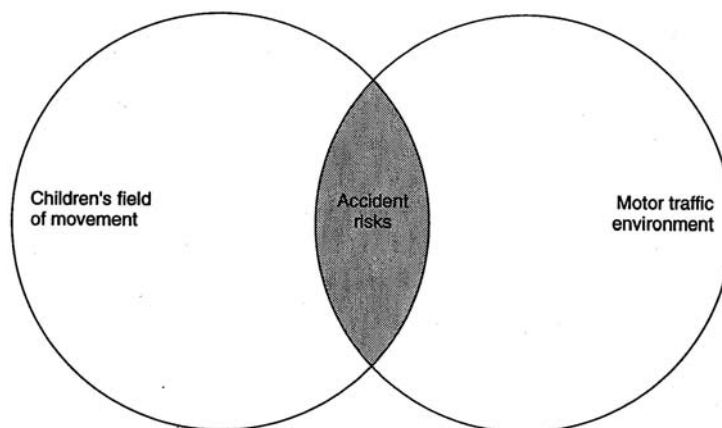 Children's field
of movement
Accident
risks
Motor traffic
environment